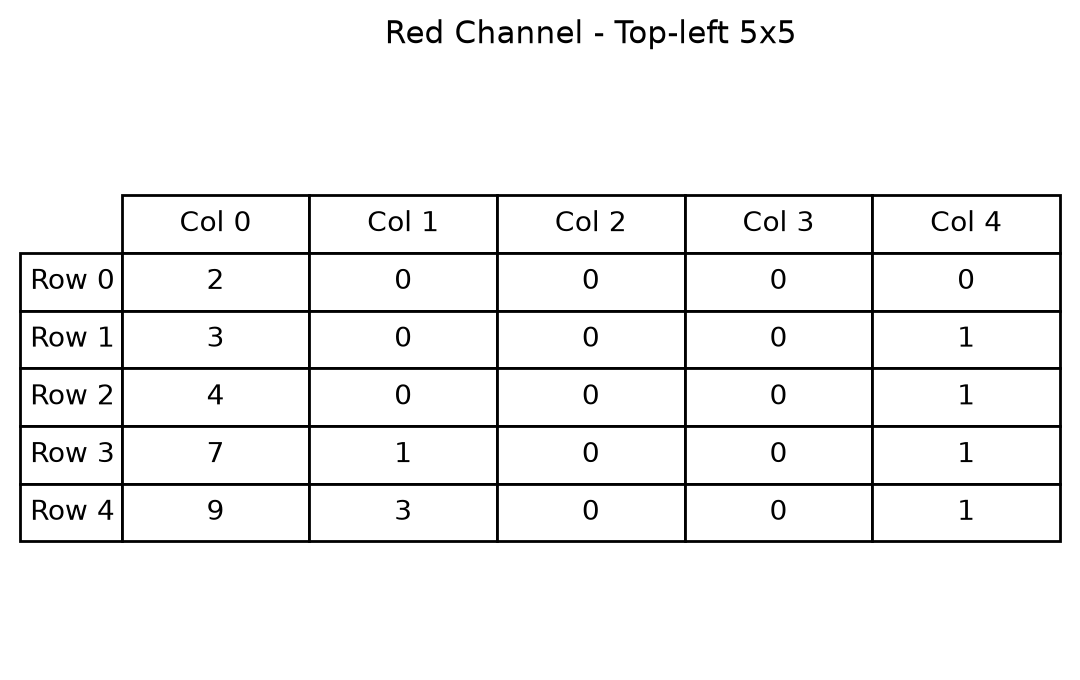 Red Channel - Top-left 5x5
Col 0 Col 1 Col 2 Col 3 Col 4
Row 0 2 0 0 0 0
Row 1 3 0 0 0 1
Row 2 4 0 0 0 1
Row 3 7 1 0 0 1
Row 4 9 3 0 0 1